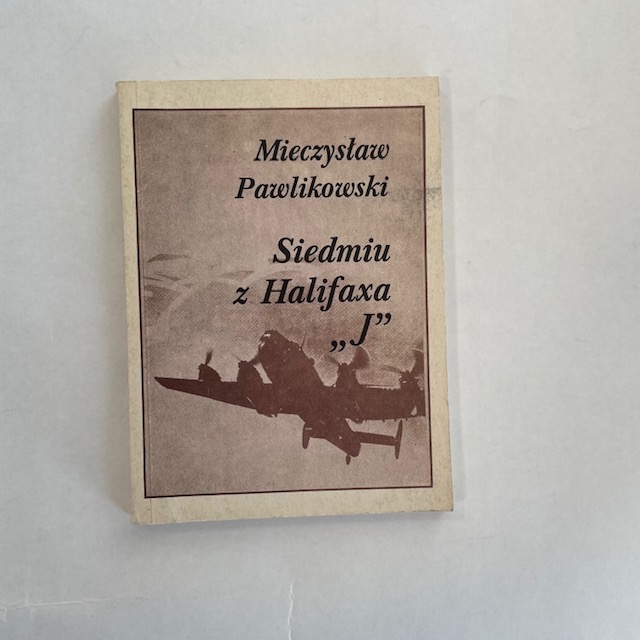 Mieczysław
Pawlikowski
Siedmiu
z Halifaxa
„J”